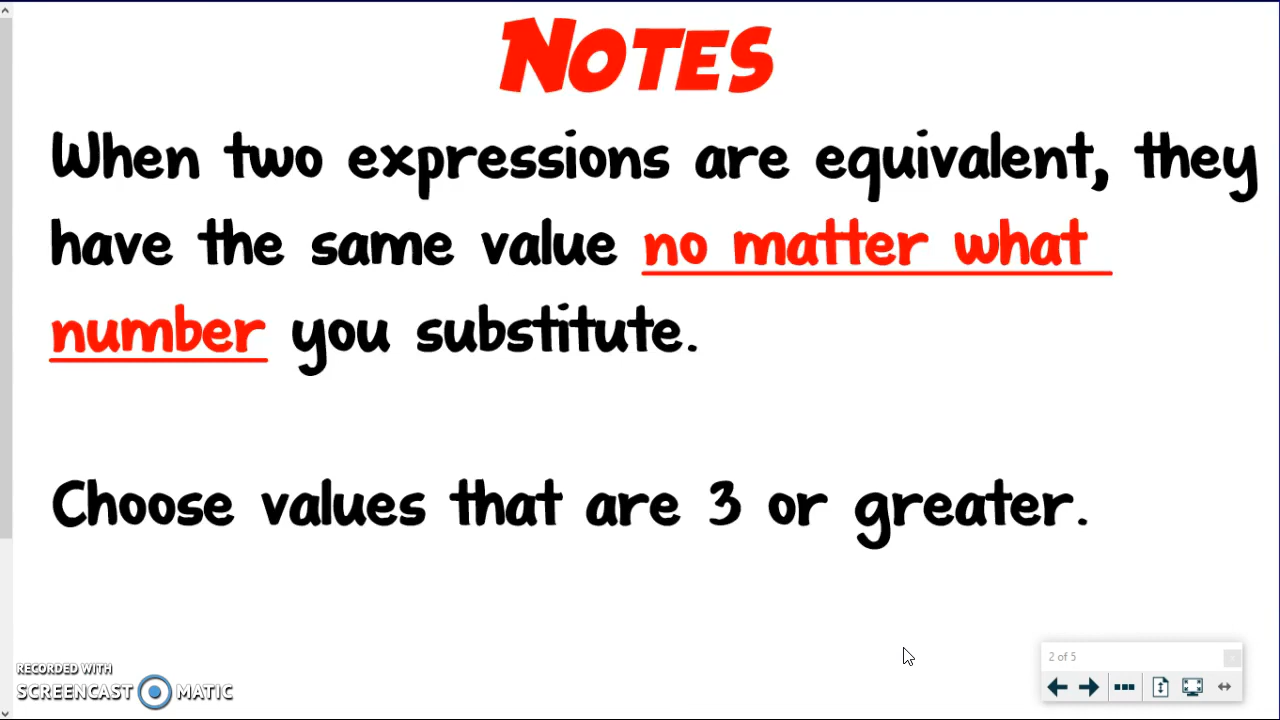 NOTES
When two expressions are equivalent, they
have the same value no matter what
number you substitute.
Choose values that are 3 or greater.
2 of 5
RECORDED WITH
SCREENCAST MATIC